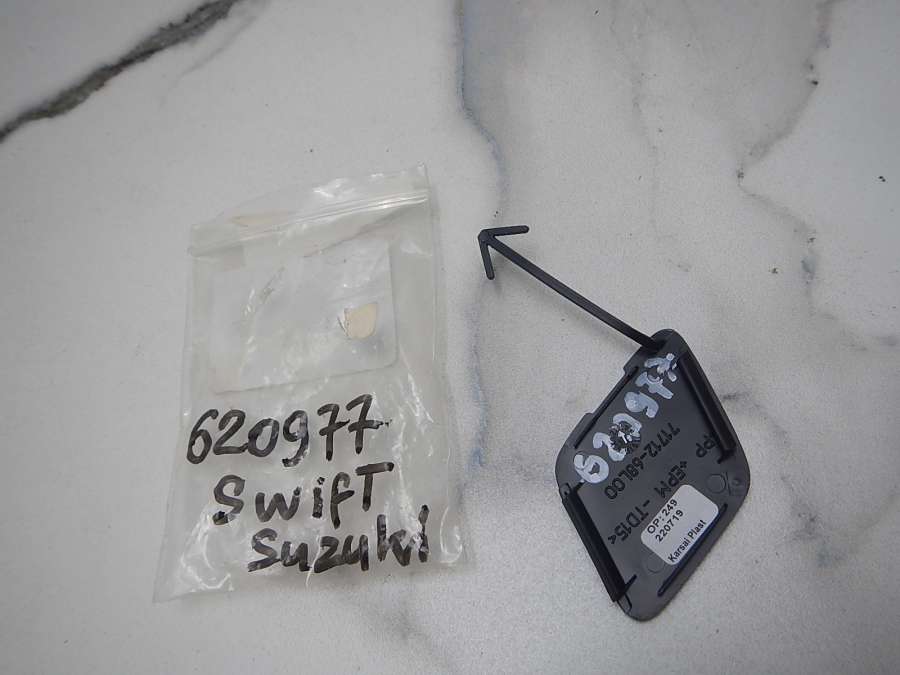 620977
Swift
Suzuki
620977
71712-68L00
PP +EPM -TD15<
OP: 249
220719
Karsai Plast